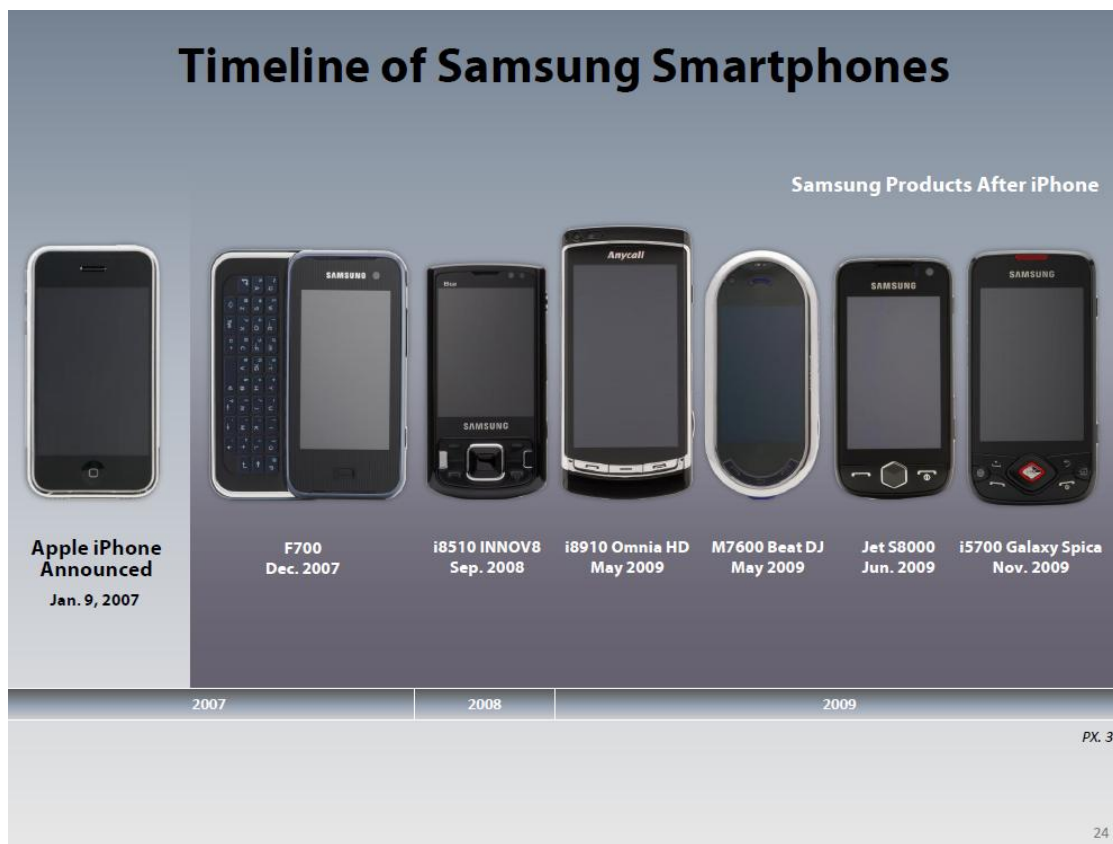 Timeline of Samsung Smartphones
Samsung Products After iPhone
SAMSUNG
Anycall
SAMSUNG
SAMSUNG
SAMSUNG
Apple iPhone
Announced
Jan. 9, 2007
F700
Dec. 2007
i8510 INNOV8
Sep. 2008
i8910 Omnia HD
May 2009
M7600 Beat DJ
May 2009
Jet S8000
Jun. 2009
i5700 Galaxy Spica
Nov. 2009
2007
2008
2009
PX. 3
24